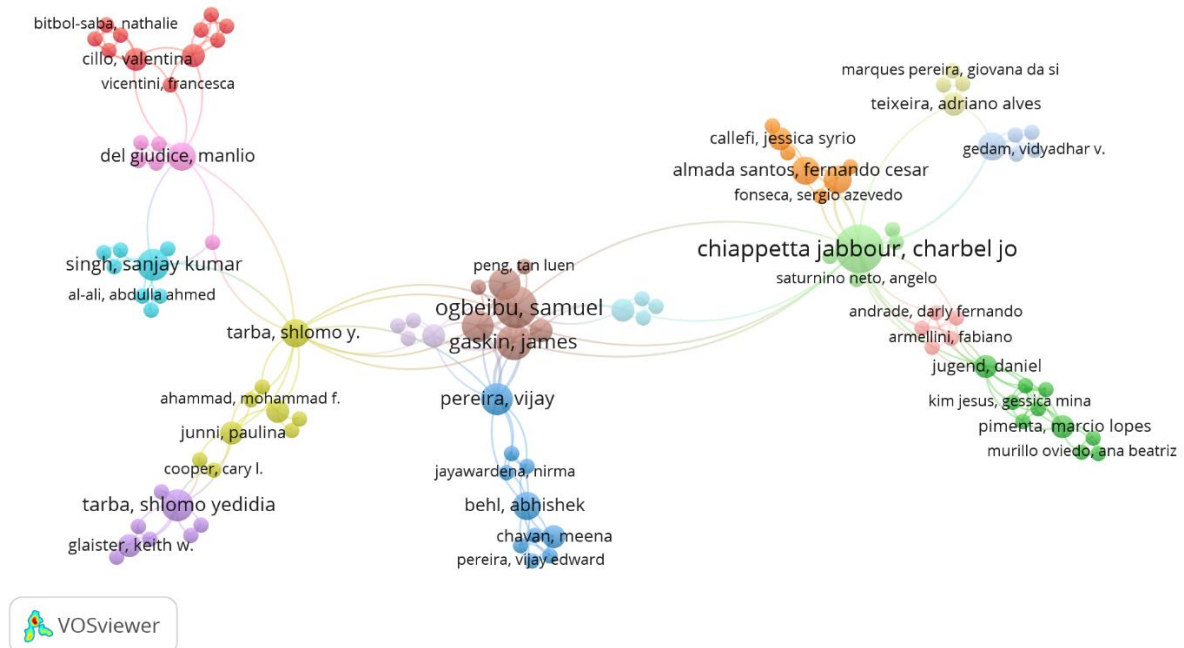 bitbol-saba, nathalie
cillo, valentina
vicentini, francesca
del giudice, manlio
singh, sanjay kumar
al-ali, abdulla ahmed
tarba, shlomo y.
ahammad, mohammad f.
junni, paulina
cooper, cary l.
tarba, shlomo yedidia
glaister, keith w.
peng, tan luen
ogbeibu, samuel
gaskin, james
pereira, vijay
jayawardena, nirma
behl, abhishek
chavan, meena
pereira, vijay edward
marques pereira, giovana da si
teixeira, adriano alves
callefi, jessica syrio
gedam, vidyadhar v.
almada santos, fernando cesar
fonseca, sergio azevedo
chiappetta jabbour, charbel jo
saturnino neto, angelo
andrade, darly fernando
armellini, fabiano
jugend, daniel
kim jesus, gessica mina
pimenta, marcio lopes
murillo oviedo, ana beatriz
VOSviewer